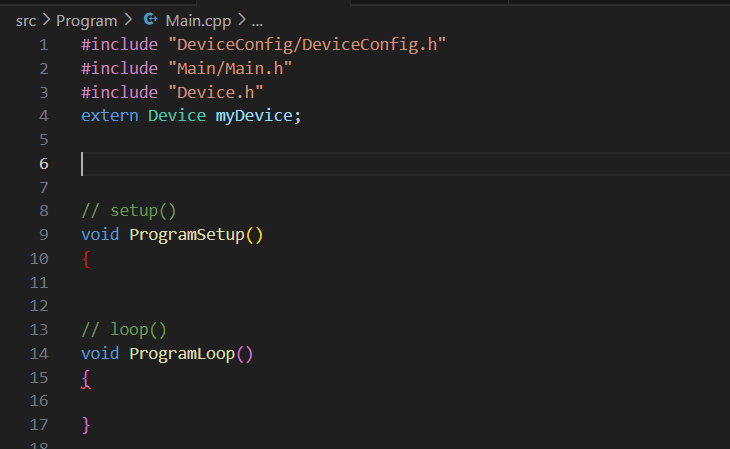 src > Program > Main.cpp > ...
1 #include "DeviceConfig/DeviceConfig.h"
2 #include "Main/Main.h"
3 #include "Device.h"
4 extern Device myDevice;
5
6
7
8 // setup()
9 void ProgramSetup()
10 {
11
12
13 // loop()
14 void ProgramLoop()
15 {
16
17 }
18